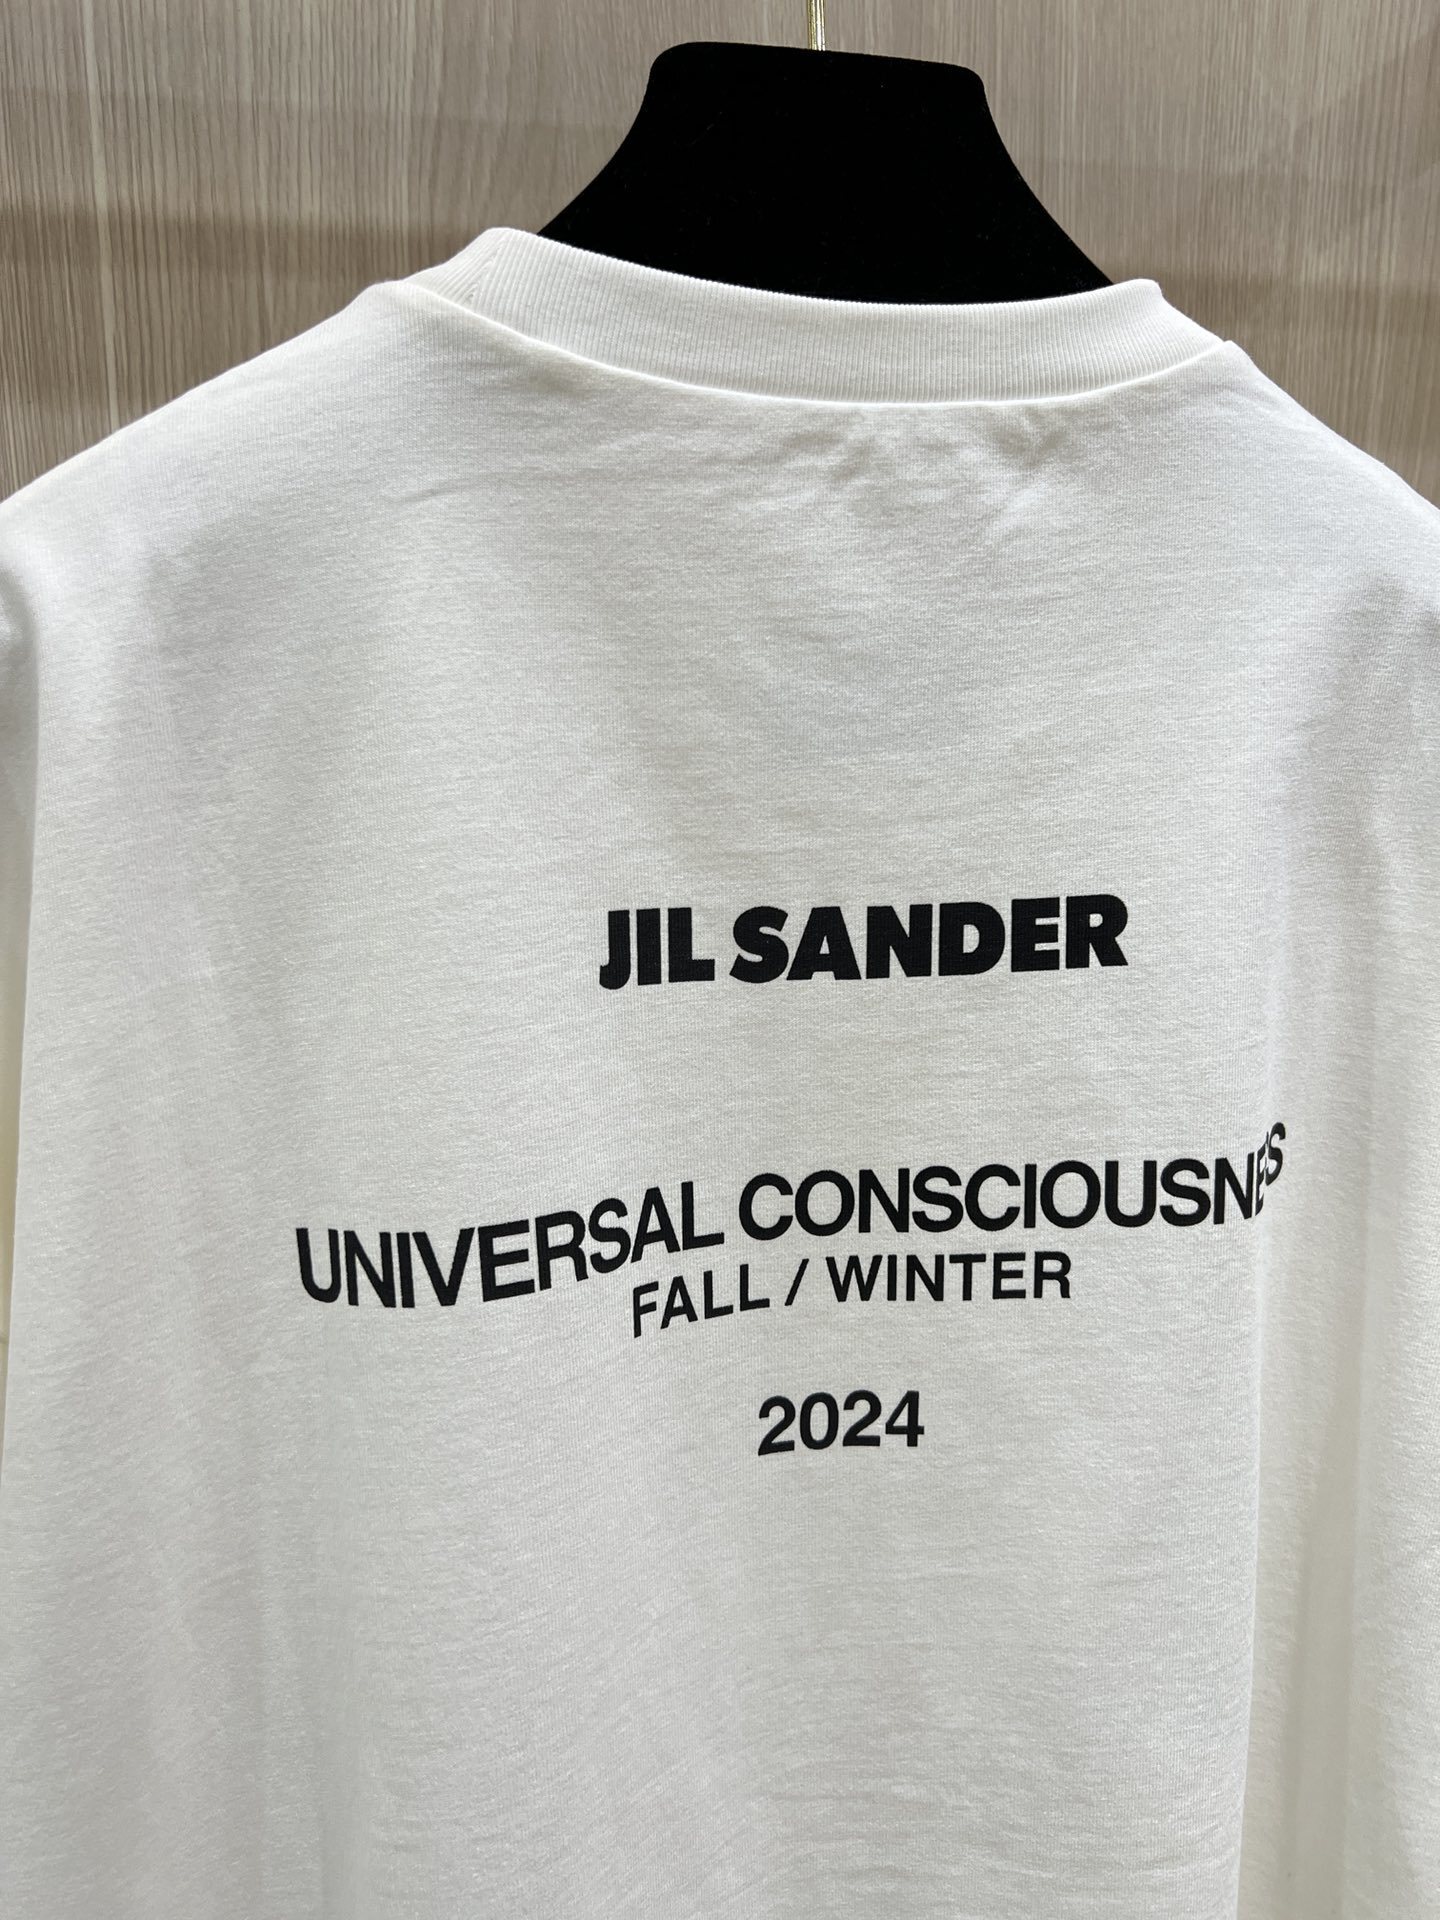 JIL SANDER
UNIVERSAL CONSCIOUSNESS
FALL / WINTER
2024